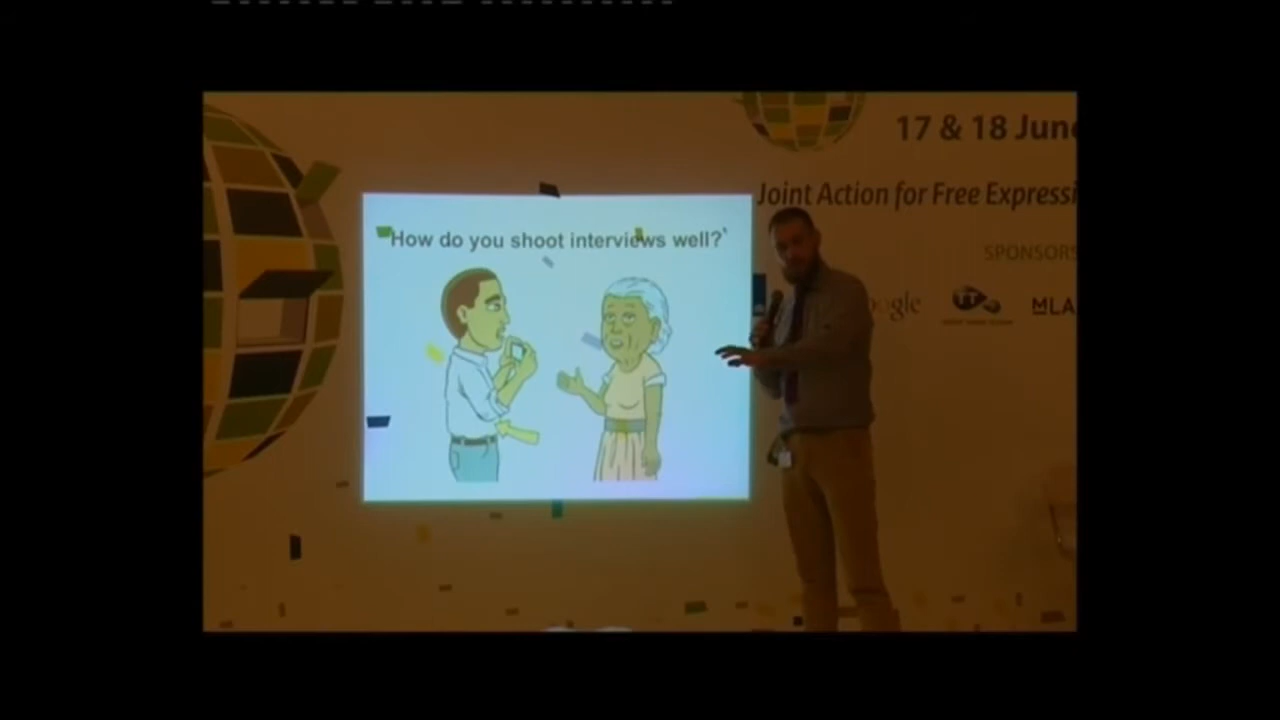 17 & 18 June
Joint Action for Free Expressi
How do you shoot interviews well?
SPONSORS
ogle
MLA